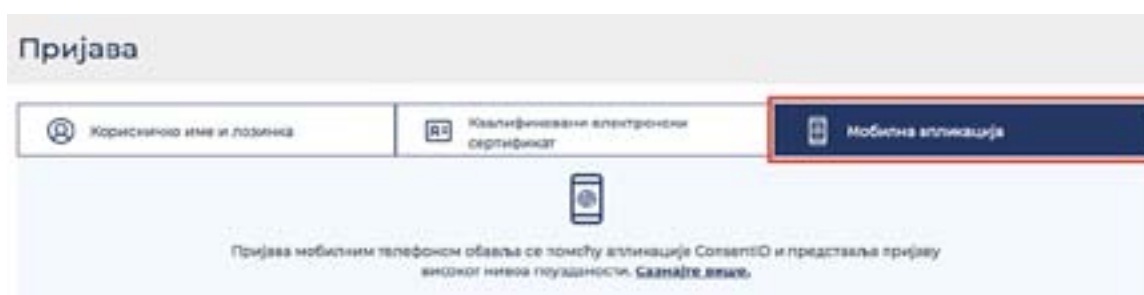 Пријава
Корисничко име и лозинка
Квалификовани електронски
сертификат
Мобилна апликација
Пријава мобилним телефоном обавља се помоћу апликације ConsentID и представља пријаву
високог нивоа поузданости. Сазнајте више.